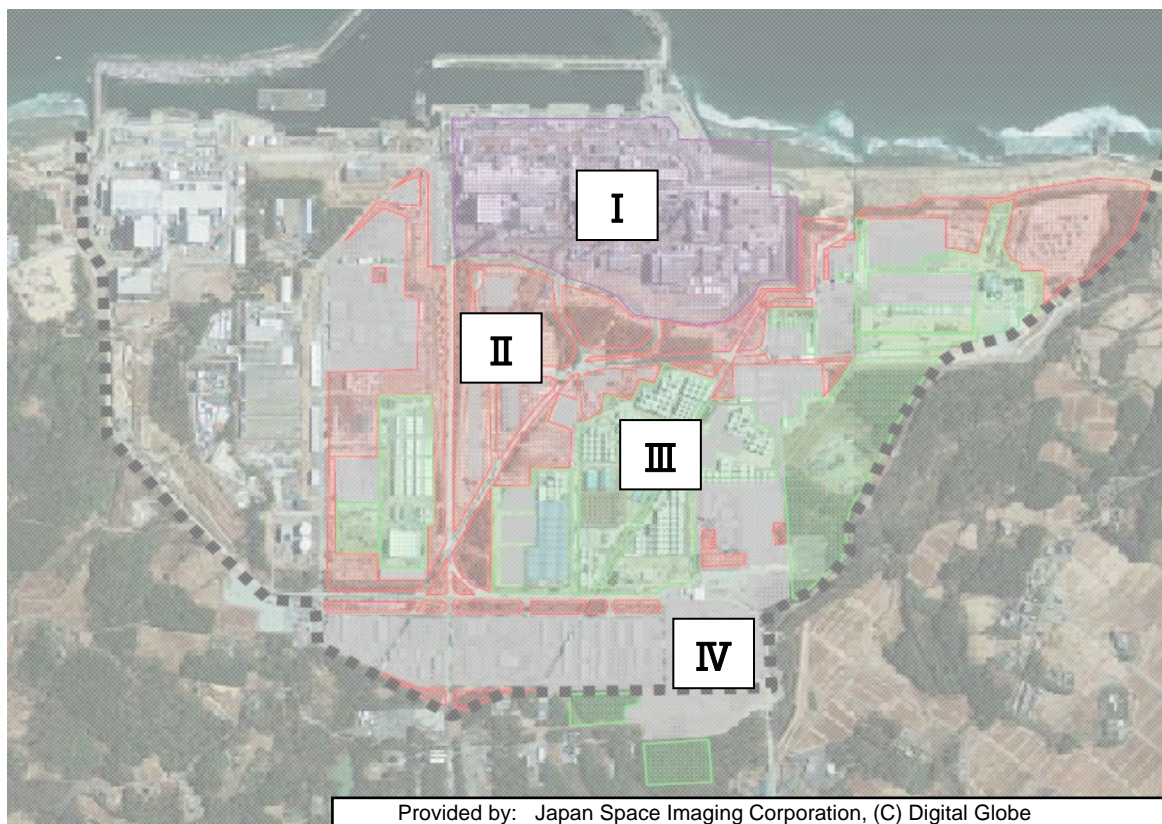 Ⅰ
Ⅱ
Ⅲ
Ⅳ
Provided by: Japan Space Imaging Corporation, (C) Digital Globe